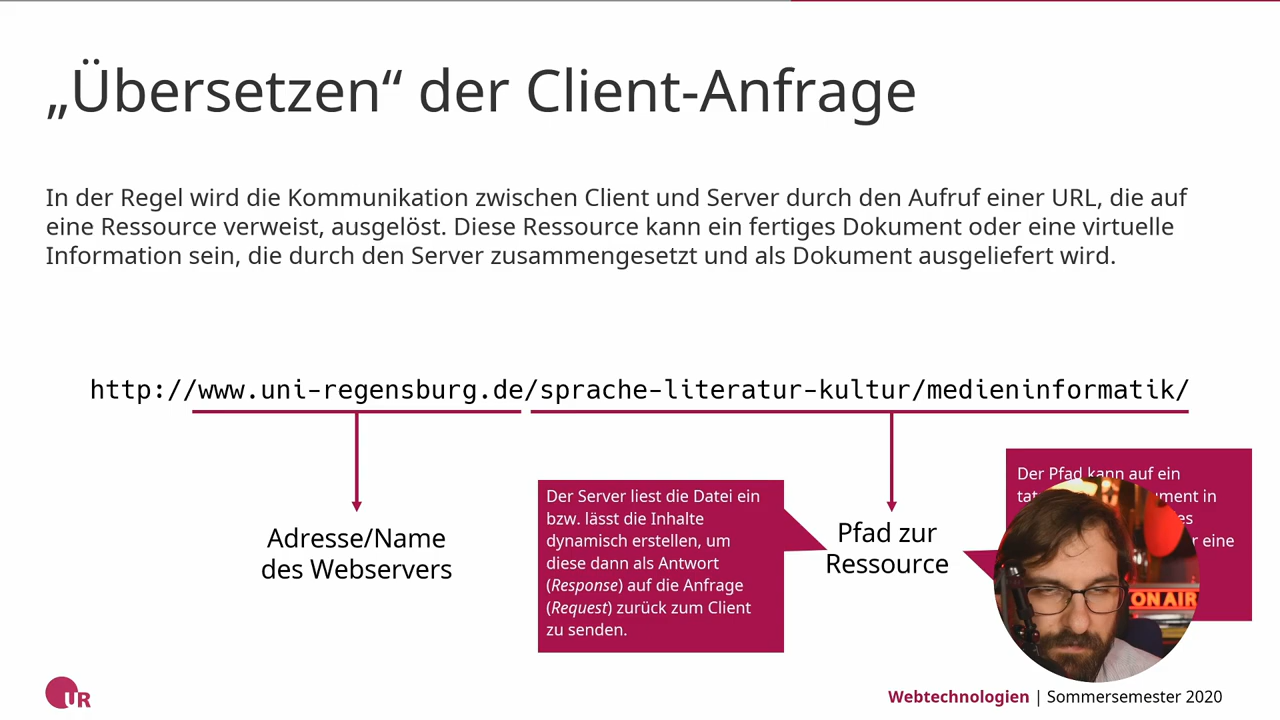 „Übersetzen“ der Client-Anfrage
In der Regel wird die Kommunikation zwischen Client und Server durch den Aufruf einer URL, die auf
eine Ressource verweist, ausgelöst. Diese Ressource kann ein fertiges Dokument oder eine virtuelle
Information sein, die durch den Server zusammengesetzt und als Dokument ausgeliefert wird.
http://www.uni-regensburg.de/sprache-literatur-kultur/medieninformatik/
Adresse/Name
des Webservers
Der Server liest die Datei ein
bzw. lässt die Inhalte
dynamisch erstellen, um
diese dann als Antwort
(Response) auf die Anfrage
(Request) zurück zum Client
zu senden.
Pfad zur
Ressource
Der Pfad kann auf ein
in
eine
ON AIR
UR
Webtechnologien | Sommersemester 2020